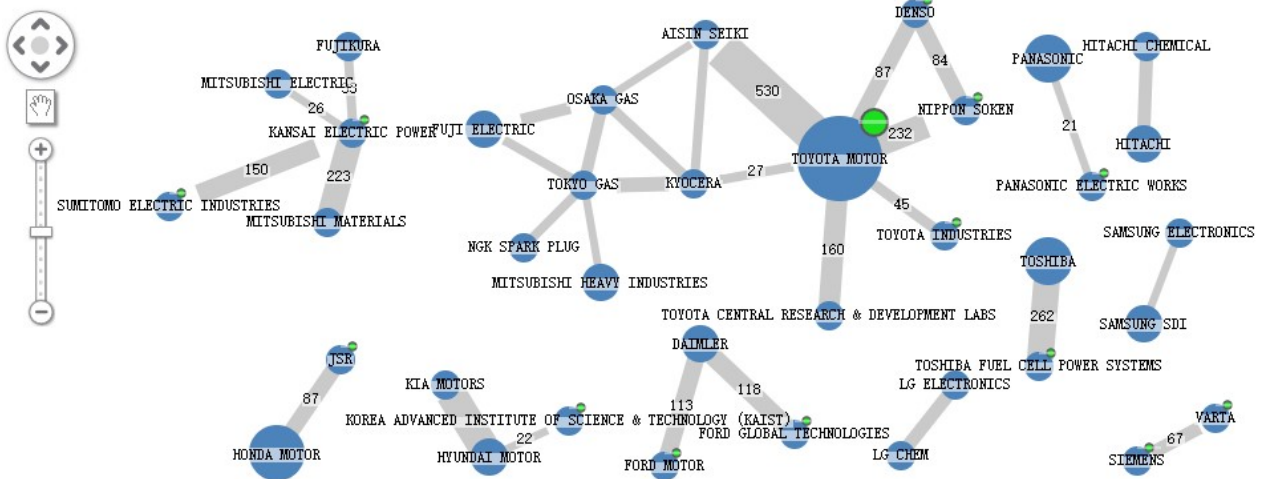 DENSO
AISIN SEIKI
FUJIKURA
PANASONIC
HITACHI CHEMICAL
MITSUBISHI ELECTRIC
87
84
530
OSAKA GAS
26
NIPPON SOKEN
KANSAI ELECTRIC POWER
FUJI ELECTRIC
232
21
HITACHI
TOYOTA MOTOR
150
223
27
TOKYO GAS
KYOCERA
PANASONIC ELECTRIC WORKS
SUMITOMO ELECTRIC INDUSTRIES
45
MITSUBISHI MATERIALS
TOYOTA INDUSTRIES
SAMSUNG ELECTRONICS
NGK SPARK PLUG
160
TOSHIBA
MITSUBISHI HEAVY INDUSTRIES
TOYOTA CENTRAL RESEARCH & DEVELOPMENT LABS
262
SAMSUNG SDI
DAIMLER
JSR
TOSHIBA FUEL CELL POWER SYSTEMS
KIA MOTORS
LG ELECTRONICS
118
87
113
KOREA ADVANCED INSTITUTE OF SCIENCE & TECHNOLOGY (KAIST)
VARTA
FORD GLOBAL TECHNOLOGIES
22
67
HONDA MOTOR
HYUNDAI MOTOR
LG CHEM
FORD MOTOR
SIEMENS